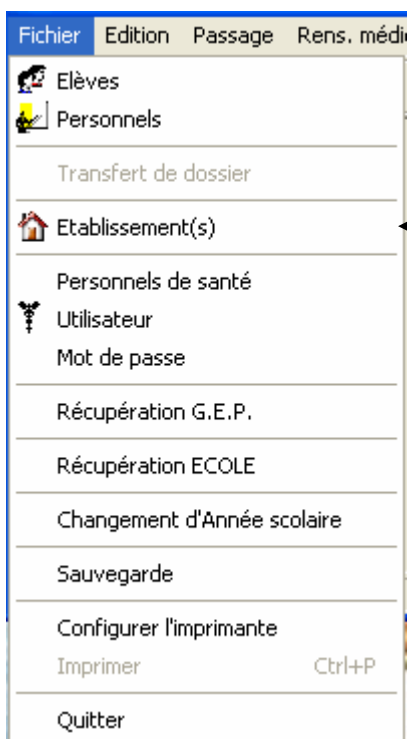 Fichier Edition Passage Rens. médi
Elèves
Personnels
Transfert de dossier
Etablissement(s)
Personnels de santé
Utilisateur
Mot de passe
Récupération G.E.P.
Récupération ECOLE
Changement d'Année scolaire
Sauvegarde
Configurer l'imprimante
Imprimer Ctrl+P
Quitter